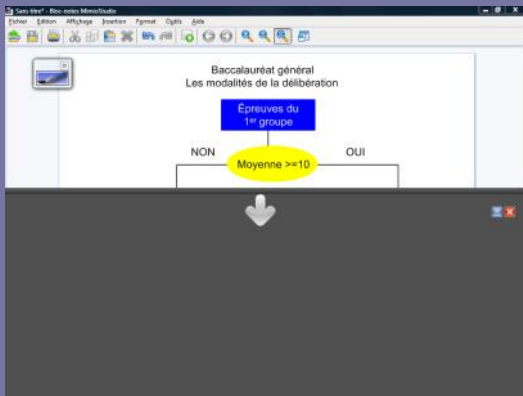 Sans titre* - Bloc-notes MimioStudio
Fichier Edition Affichage Insertion Format Outils Aide
Baccalauréat général
Les modalités de la délibération
Épreuves du
1er groupe
NON
OUI
Moyenne >=10